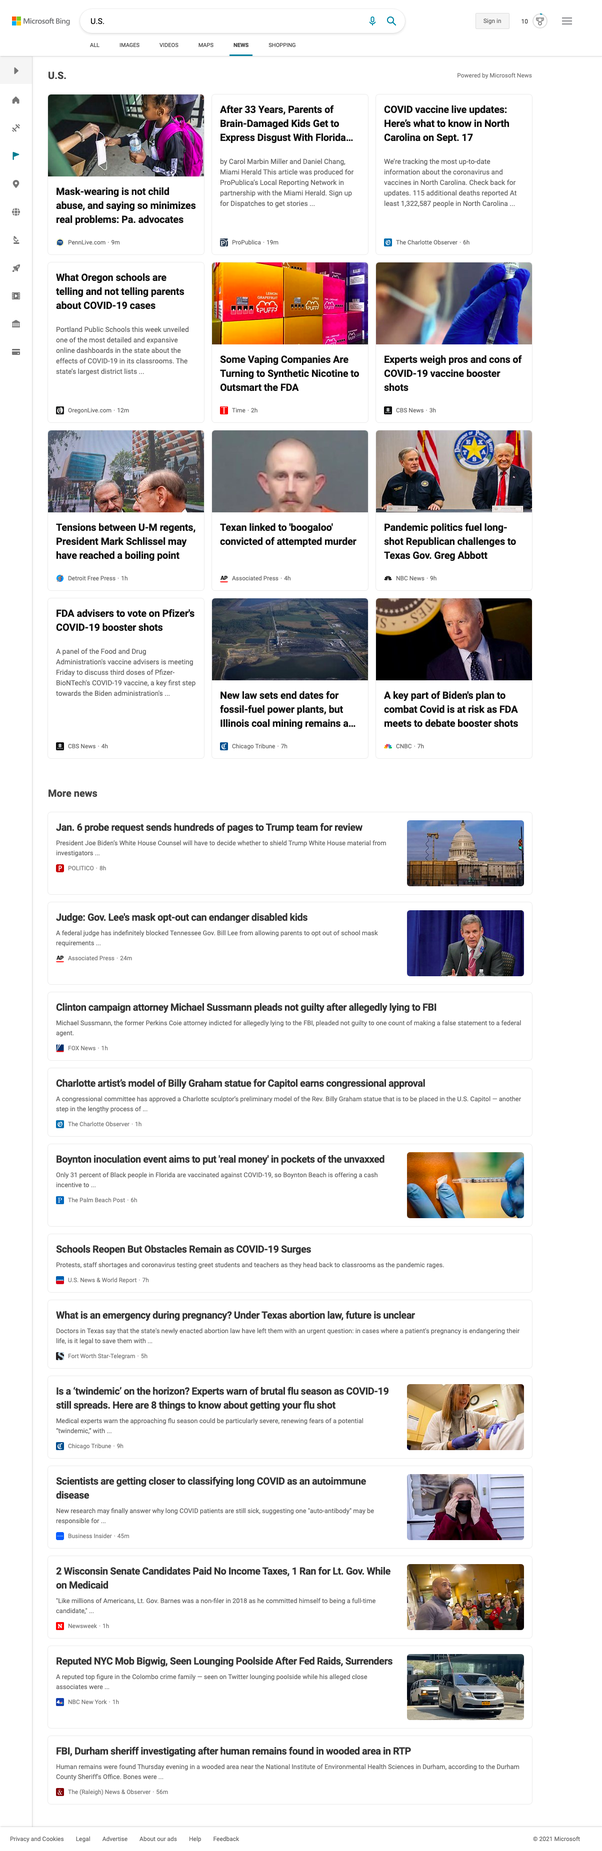 Microsoft Bing
U.S.
Sign in
10
ALL IMAGES VIDEOS MAPS NEWS SHOPPING
U.S.
Powered by Microsoft News
Mask-wearing is not child
abuse, and saying so minimizes
real problems: Pa. advocates
PennLive.com · 9m
After 33 Years, Parents of
Brain-Damaged Kids Get to
Express Disgust With Florida...
by Carol Marbin Miller and Daniel Chang,
Miami Herald This article was produced for
ProPublica's Local Reporting Network in
partnership with the Miami Herald. Sign up
for Dispatches to get stories ...
ProPublica · 19m
COVID vaccine live updates:
Here's what to know in North
Carolina on Sept. 17
We're tracking the most up-to-date
information about the coronavirus and
vaccines in North Carolina. Check back for
updates. 115 additional deaths reported At
least 1,322,587 people in North Carolina ...
The Charlotte Observer · 6h
What Oregon schools are
telling and not telling parents
about COVID-19 cases
Portland Public Schools this week unveiled
one of the most detailed and expansive
online dashboards in the state about the
effects of COVID-19 in its classrooms. The
state's largest district lists ...
OregonLive.com · 12m
Some Vaping Companies Are
Turning to Synthetic Nicotine to
Outsmart the FDA
Time · 2h
Experts weigh pros and cons of
COVID-19 vaccine booster
shots
CBS News · 3h
Tensions between U-M regents,
President Mark Schlissel may
have reached a boiling point
Detroit Free Press · 1h
Texan linked to 'boogaloo'
convicted of attempted murder
AP Associated Press · 4h
Pandemic politics fuel long-
shot Republican challenges to
Texas Gov. Greg Abbott
NBC News · 9h
FDA advisers to vote on Pfizer's
COVID-19 booster shots
A panel of the Food and Drug
Administration's vaccine advisers is meeting
Friday to discuss third doses of Pfizer-
BioNTech's COVID-19 vaccine, a key first step
towards the Biden administration's ...
CBS News · 4h
New law sets end dates for
fossil-fuel power plants, but
Illinois coal mining remains a...
Chicago Tribune · 7h
A key part of Biden's plan to
combat Covid is at risk as FDA
meets to debate booster shots
CNBC · 7h
More news
Jan. 6 probe request sends hundreds of pages to Trump team for review
President Joe Biden's White House Counsel will have to decide whether to shield Trump White House material from
investigators ...
POLITICO · 8h
Judge: Gov. Lee's mask opt-out can endanger disabled kids
A federal judge has indefinitely blocked Tennessee Gov. Bill Lee from allowing parents to opt out of school mask
requirements ...
AP Associated Press · 24m
Clinton campaign attorney Michael Sussmann pleads not guilty after allegedly lying to FBI
Michael Sussmann, the former Perkins Coie attorney indicted for allegedly lying to the FBI, pleaded not guilty to one count of making a false statement to a federal
agent.
FOX News · 1h
Charlotte artist's model of Billy Graham statue for Capitol earns congressional approval
A congressional committee has approved a Charlotte sculptor's preliminary model of the Rev. Billy Graham statue that is to be placed in the U.S. Capitol — another
step in the lengthy process of ...
The Charlotte Observer · 1h
Boynton inoculation event aims to put 'real money' in pockets of the unvaxxed
Only 31 percent of Black people in Florida are vaccinated against COVID-19, so Boynton Beach is offering a cash
incentive to ...
The Palm Beach Post · 6h
Schools Reopen But Obstacles Remain as COVID-19 Surges
Protests, staff shortages and coronavirus testing greet students and teachers as they head back to classrooms as the pandemic rages.
U.S. News & World Report · 7h
What is an emergency during pregnancy? Under Texas abortion law, future is unclear
Doctors in Texas say that the state's newly enacted abortion law have left them with an urgent question: in cases where a patient's pregnancy is endangering their
life, is it legal to save them with ...
Fort Worth Star-Telegram · 5h
Is a 'twindemic' on the horizon? Experts warn of brutal flu season as COVID-19
still spreads. Here are 8 things to know about getting your flu shot
Medical experts warn the approaching flu season could be particularly severe, renewing fears of a potential
"twindemic," with ...
Chicago Tribune · 9h
Scientists are getting closer to classifying long COVID as an autoimmune
disease
New research may finally answer why long COVID patients are still sick, suggesting one "auto-antibody" may be
responsible for ...
Business Insider · 45m
2 Wisconsin Senate Candidates Paid No Income Taxes, 1 Ran for Lt. Gov. While
on Medicaid
"Like millions of Americans, Lt. Gov. Barnes was a non-filer in 2018 as he committed himself to being a full-time
candidate," ...
Newsweek · 1h
Reputed NYC Mob Bigwig, Seen Lounging Poolside After Fed Raids, Surrenders
A reputed top figure in the Colombo crime family — seen on Twitter lounging poolside while his alleged close
associates were ...
NBC New York · 1h
FBI, Durham sheriff investigating after human remains found in wooded area in RTP
Human remains were found Thursday evening in a wooded area near the National Institute of Environmental Health Sciences in Durham, according to the Durham
County Sheriff's Office. Bones were ...
The (Raleigh) News & Observer · 56m
Privacy and Cookies Legal Advertise About our ads Help Feedback
© 2021 Microsoft